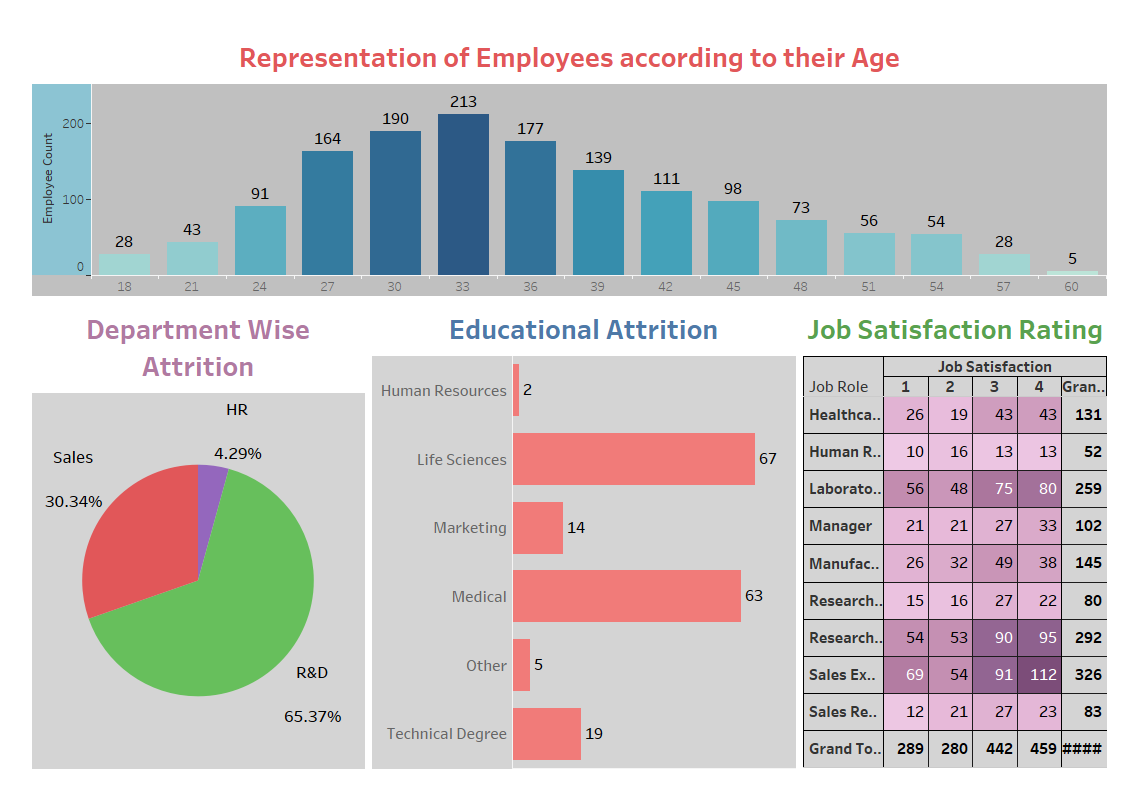 Representation of Employees according to their Age
Employee Count
200
100
0
28
43
91
164
190
213
177
139
111
98
73
56
54
28
5
18 21 24 27 30 33 36 39 42 45 48 51 54 57 60
Department Wise
Attrition
HR
4.29%
Sales
30.34%
R&D
65.37%
Educational Attrition
Human Resources 2
Life Sciences 67
Marketing 14
Medical 63
Other 5
Technical Degree 19
Job Satisfaction Rating
Job Satisfaction
Job Role 1 2 3 4 Gran..
Healthca.. 26 19 43 43 131
Human R.. 10 16 13 13 52
Laborato.. 56 48 75 80 259
Manager 21 21 27 33 102
Manufac.. 26 32 49 38 145
Research.. 15 16 27 22 80
Research.. 54 53 90 95 292
Sales Ex.. 69 54 91 112 326
Sales Re.. 12 21 27 23 83
Grand To.. 289 280 442 459 ####